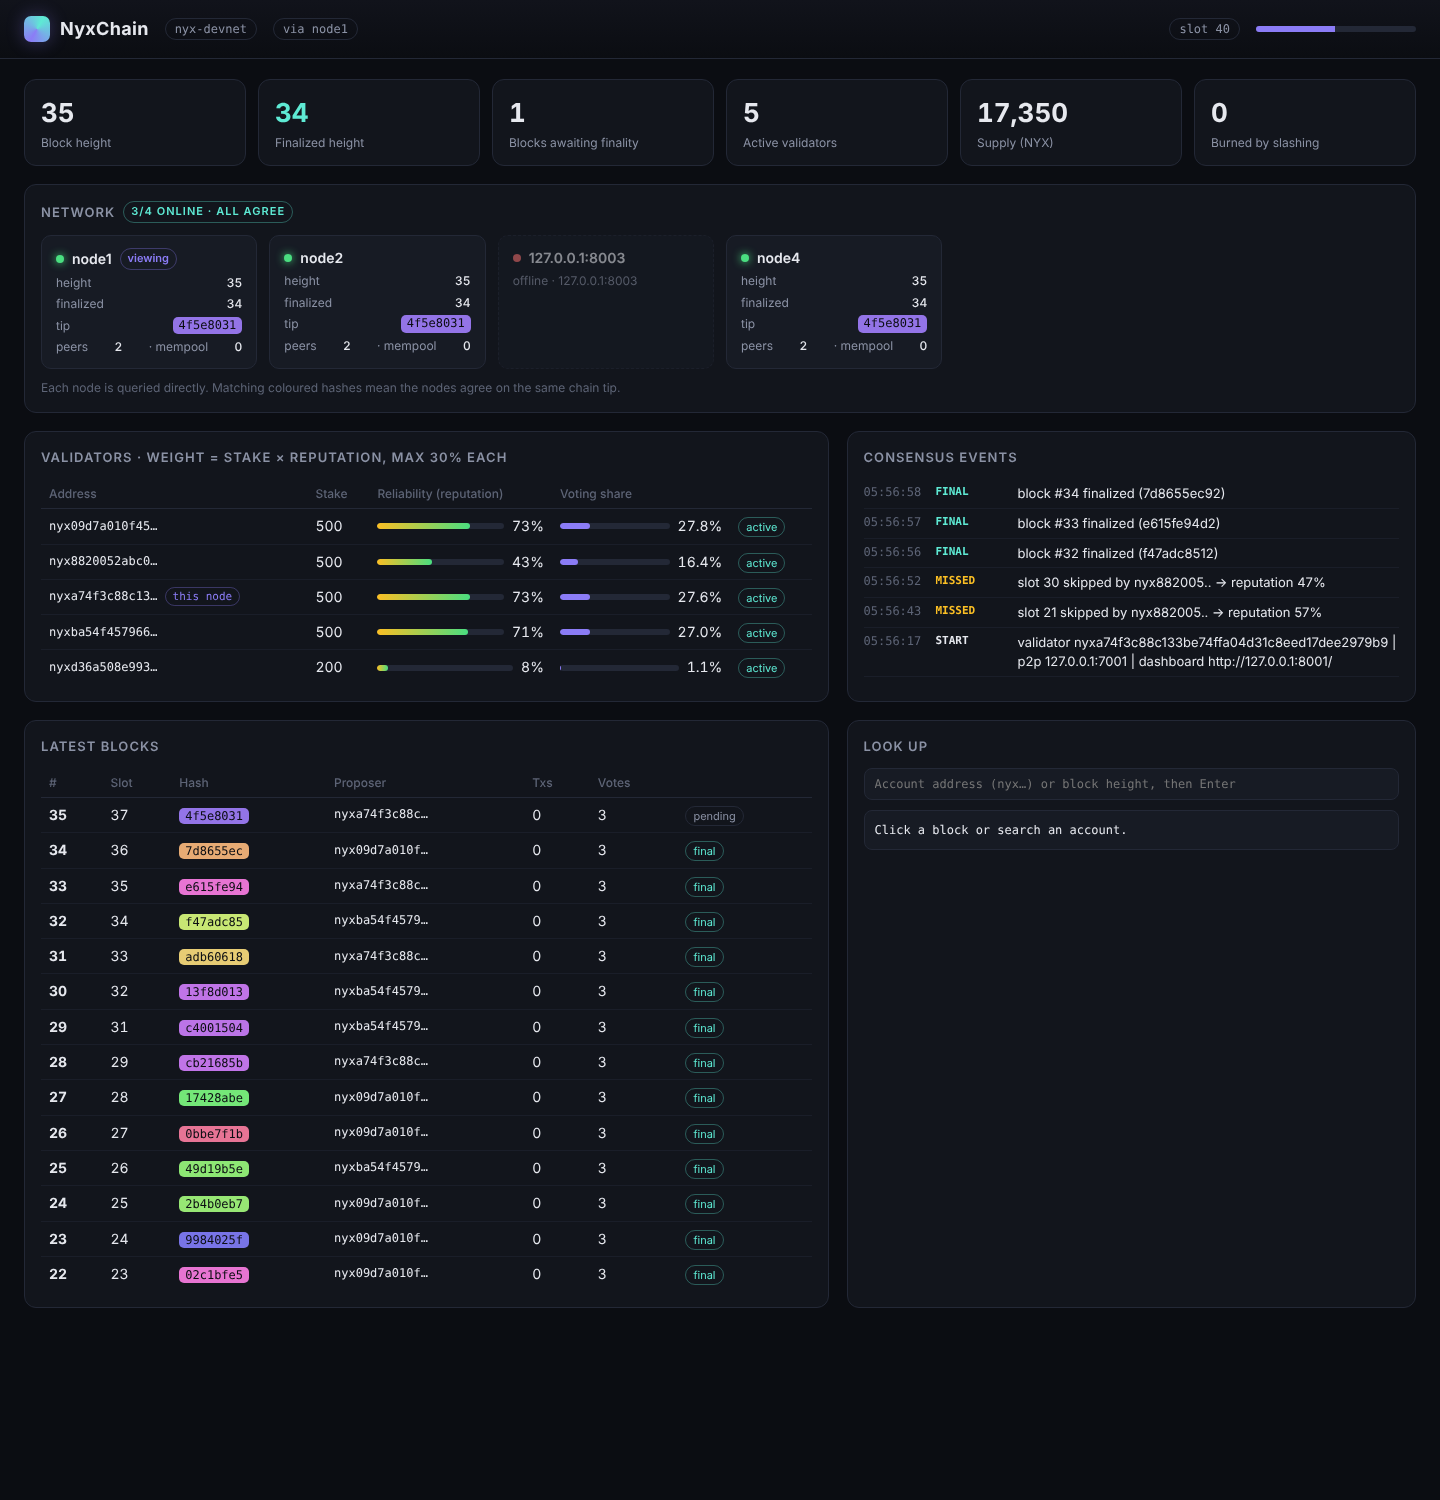 NyxChain nyx-devnet via node1 slot 40
35 34 1 5 17,350 0
Block height Finalized height Blocks awaiting finality Active validators Supply (NYX) Burned by slashing
NETWORK 3/4 ONLINE · ALL AGREE
node1 viewing
height 35
finalized 34
tip 4f5e8031
peers 2 · mempool 0
node2
height 35
finalized 34
tip 4f5e8031
peers 2 · mempool 0
127.0.0.1:8003
offline · 127.0.0.1:8003
node4
height 35
finalized 34
tip 4f5e8031
peers 2 · mempool 0
Each node is queried directly. Matching coloured hashes mean the nodes agree on the same chain tip.
VALIDATORS · WEIGHT = STAKE × REPUTATION, MAX 30% EACH
Address Stake Reliability (reputation) Voting share
nyx09d7a010f45… 500 73% 27.8% active
nyx8820052abc0… 500 43% 16.4% active
nyxa74f3c88c13… this node 500 73% 27.6% active
nyxba54f457966… 500 71% 27.0% active
nyxd36a508e993… 200 8% 1.1% active
CONSENSUS EVENTS
05:56:58 FINAL block #34 finalized (7d8655ec92)
05:56:57 FINAL block #33 finalized (e615fe94d2)
05:56:56 FINAL block #32 finalized (f47adc8512)
05:56:52 MISSED slot 30 skipped by nyx882005.. → reputation 47%
05:56:43 MISSED slot 21 skipped by nyx882005.. → reputation 57%
05:56:17 START validator nyxa74f3c88c133be74ffa04d31c8eed17dee2979b9 |
p2p 127.0.0.1:7001 | dashboard http://127.0.0.1:8001/
LATEST BLOCKS
# Slot Hash Proposer Txs Votes
35 37 4f5e8031 nyxa74f3c88c… 0 3 pending
34 36 7d8655ec nyx09d7a010f… 0 3 final
33 35 e615fe94 nyxa74f3c88c… 0 3 final
32 34 f47adc85 nyxba54f4579… 0 3 final
31 33 adb60618 nyxa74f3c88c… 0 3 final
30 32 13f8d013 nyxba54f4579… 0 3 final
29 31 c4001504 nyxba54f4579… 0 3 final
28 29 cb21685b nyxa74f3c88c… 0 3 final
27 28 17428abe nyx09d7a010f… 0 3 final
26 27 0bbe7f1b nyx09d7a010f… 0 3 final
25 26 49d19b5e nyxba54f4579… 0 3 final
24 25 2b4b0eb7 nyx09d7a010f… 0 3 final
23 24 9984025f nyx09d7a010f… 0 3 final
22 23 02c1bfe5 nyx09d7a010f… 0 3 final
LOOK UP
Account address (nyx…) or block height, then Enter
Click a block or search an account.